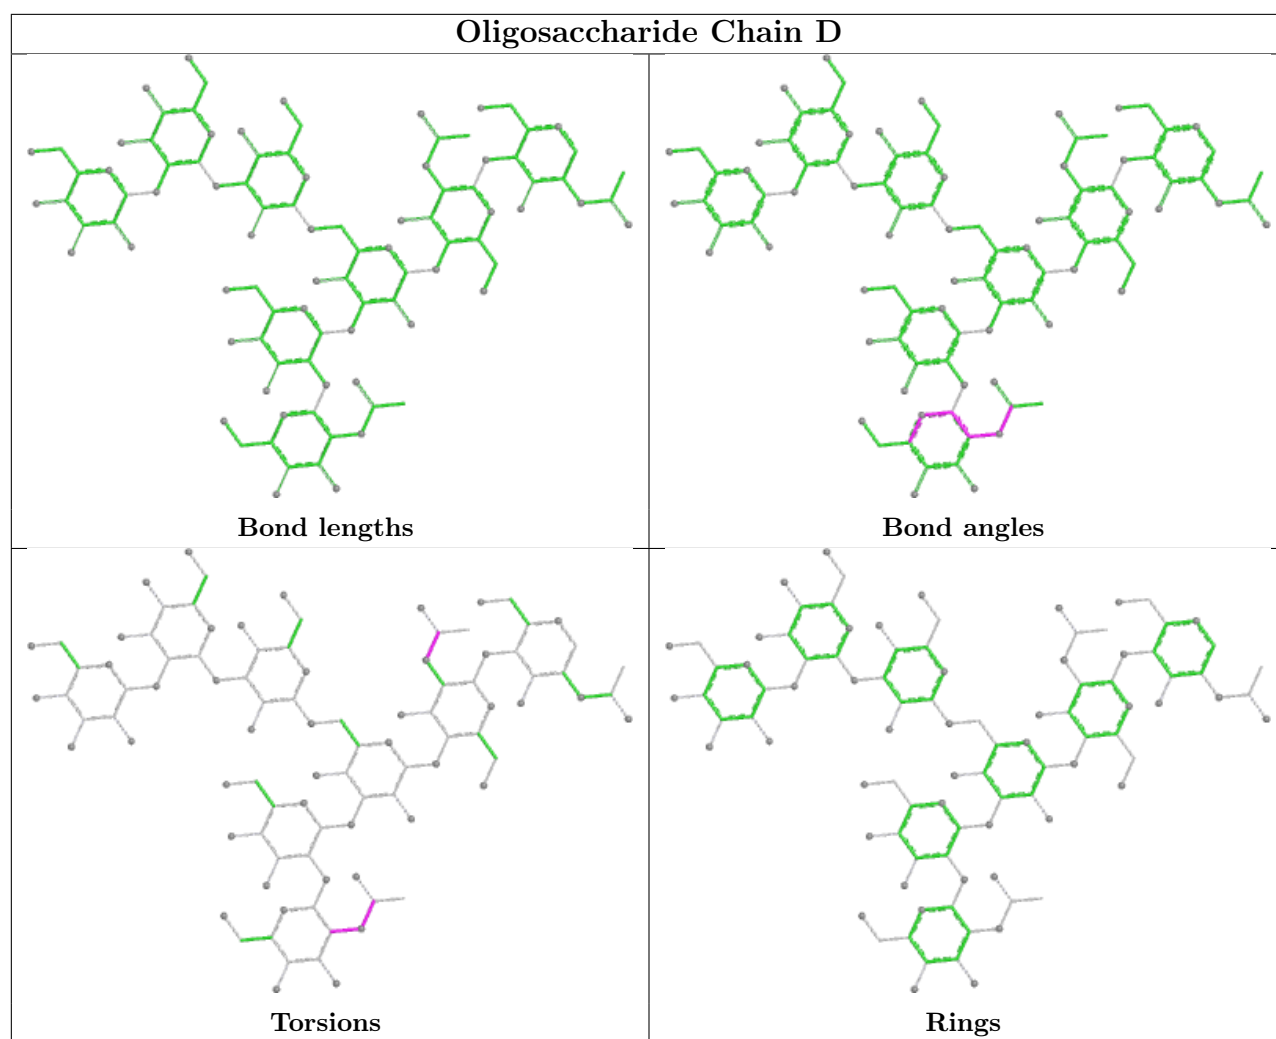 Oligosaccharide Chain D
Bond lengths
Bond angles
Torsions
Rings